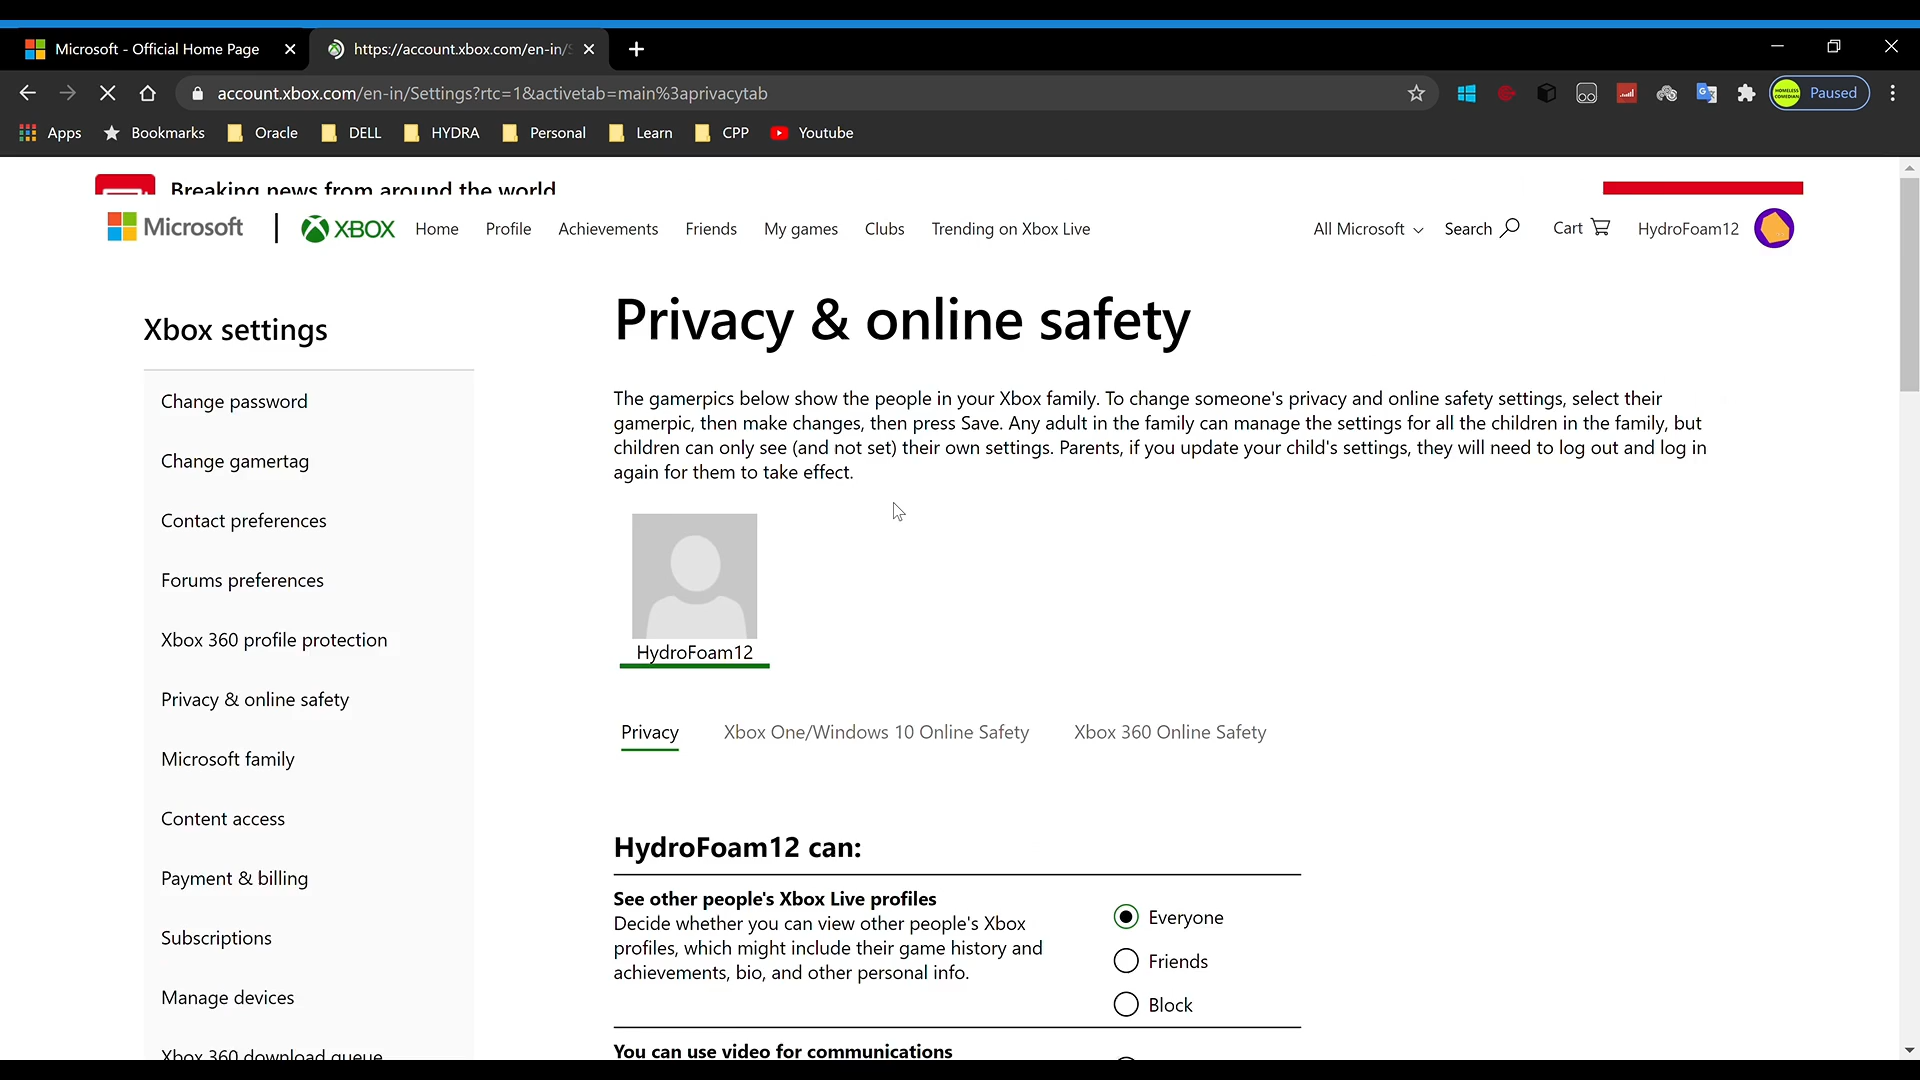 Microsoft - Official Home Page
https://account.xbox.com/en-in/S
account.xbox.com/en-in/Settings?rtc=1&activetab=main%3aprivacytab
Paused
Apps
Bookmarks
Oracle
DELL
HYDRA
Personal
Learn
CPP
Youtube
Breaking news from around the world
Microsoft
XBOX
Home
Profile
Achievements
Friends
My games
Clubs
Trending on Xbox Live
All Microsoft
Search
Cart
HydroFoam12
Xbox settings
Change password
Change gamertag
Contact preferences
Forums preferences
Xbox 360 profile protection
Privacy & online safety
Microsoft family
Content access
Payment & billing
Subscriptions
Manage devices
Xbox 360 download queue
Privacy & online safety
The gamerpics below show the people in your Xbox family. To change someone's privacy and online safety settings, select their
gamerpic, then make changes, then press Save. Any adult in the family can manage the settings for all the children in the family, but
children can only see (and not set) their own settings. Parents, if you update your child's settings, they will need to log out and log in
again for them to take effect.
HydroFoam12
Privacy
Xbox One/Windows 10 Online Safety
Xbox 360 Online Safety
HydroFoam12 can:
See other people's Xbox Live profiles
Decide whether you can view other people's Xbox
profiles, which might include their game history and
achievements, bio, and other personal info.
Everyone
Friends
Block
You can use video for communications